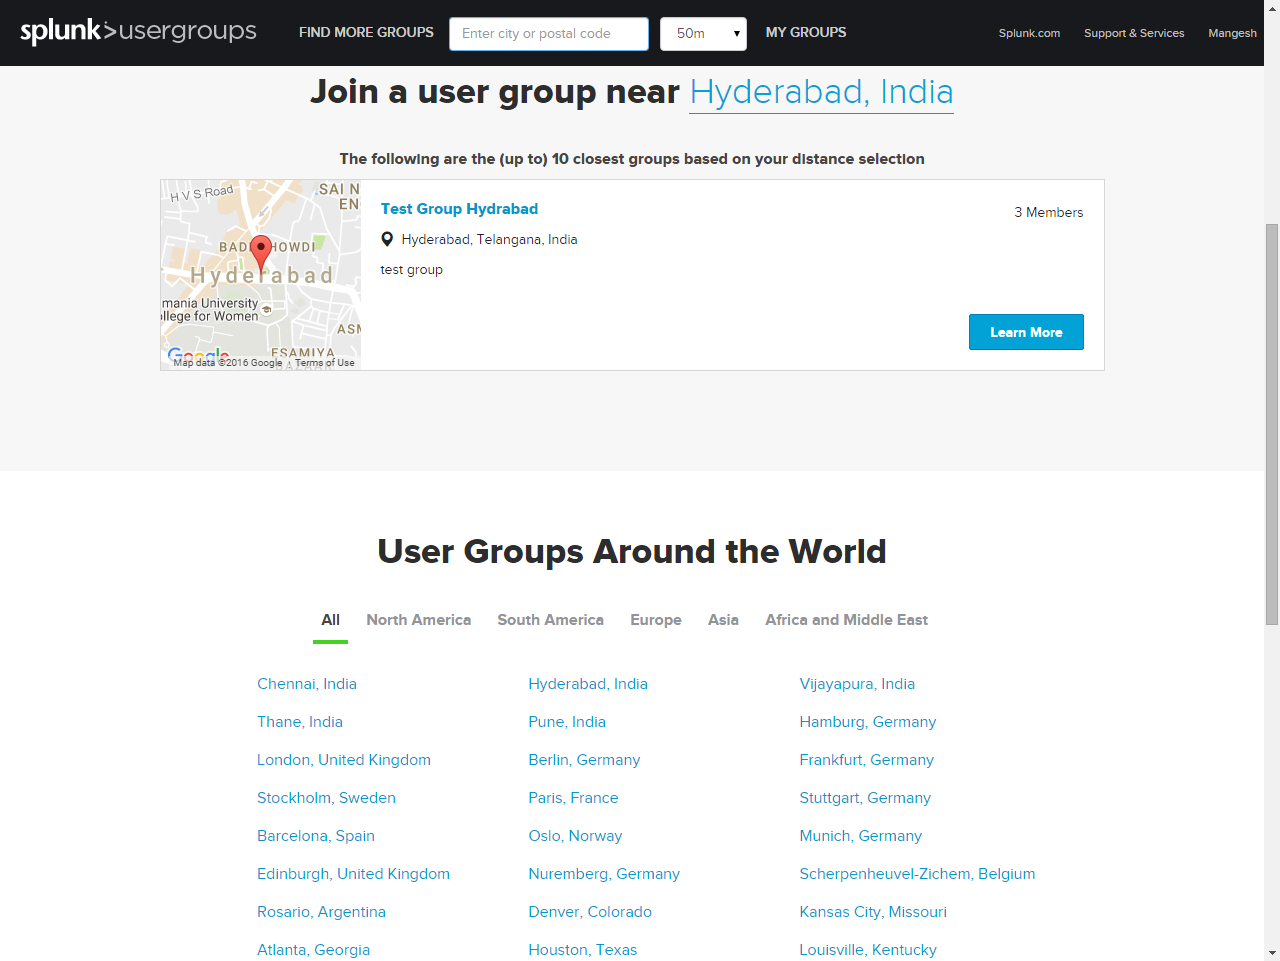 splunk>usergroups
FIND MORE GROUPS
Enter city or postal code
50m
MY GROUPS
Splunk.com
Support & Services
Mangesh
Join a user group near Hyderabad, India
The following are the (up to) 10 closest groups based on your distance selection
H V S Road
SAI N
EN
HOWDI
Hyderabad
mania University
llege for Women
ASM
ESAMIYA
Google
Map data ©2016 Google
Terms of Use
Test Group Hydrabad
3 Members
Hyderabad, Telangana, India
test group
Learn More
User Groups Around the World
All
North America
South America
Europe
Asia
Africa and Middle East
Chennai, India
Hyderabad, India
Vijayapura, India
Thane, India
Pune, India
Hamburg, Germany
London, United Kingdom
Berlin, Germany
Frankfurt, Germany
Stockholm, Sweden
Paris, France
Stuttgart, Germany
Barcelona, Spain
Oslo, Norway
Munich, Germany
Edinburgh, United Kingdom
Nuremberg, Germany
Scherpenheuvel-Zichem, Belgium
Rosario, Argentina
Denver, Colorado
Kansas City, Missouri
Atlanta, Georgia
Houston, Texas
Louisville, Kentucky